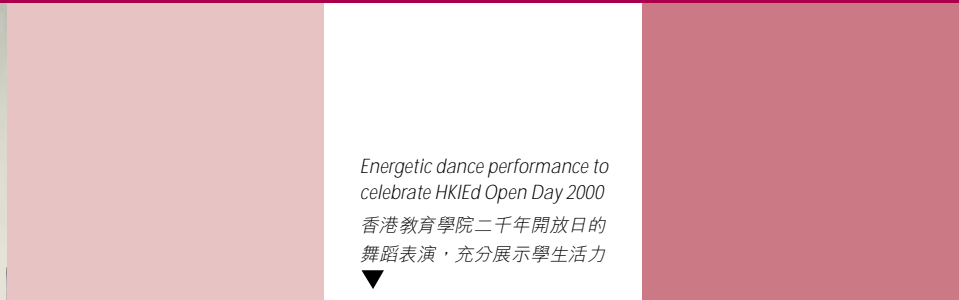 Energetic dance performance to
celebrate HKIEd Open Day 2000
香港教育學院二千年開放日的
舞蹈表演，充分展示學生活力